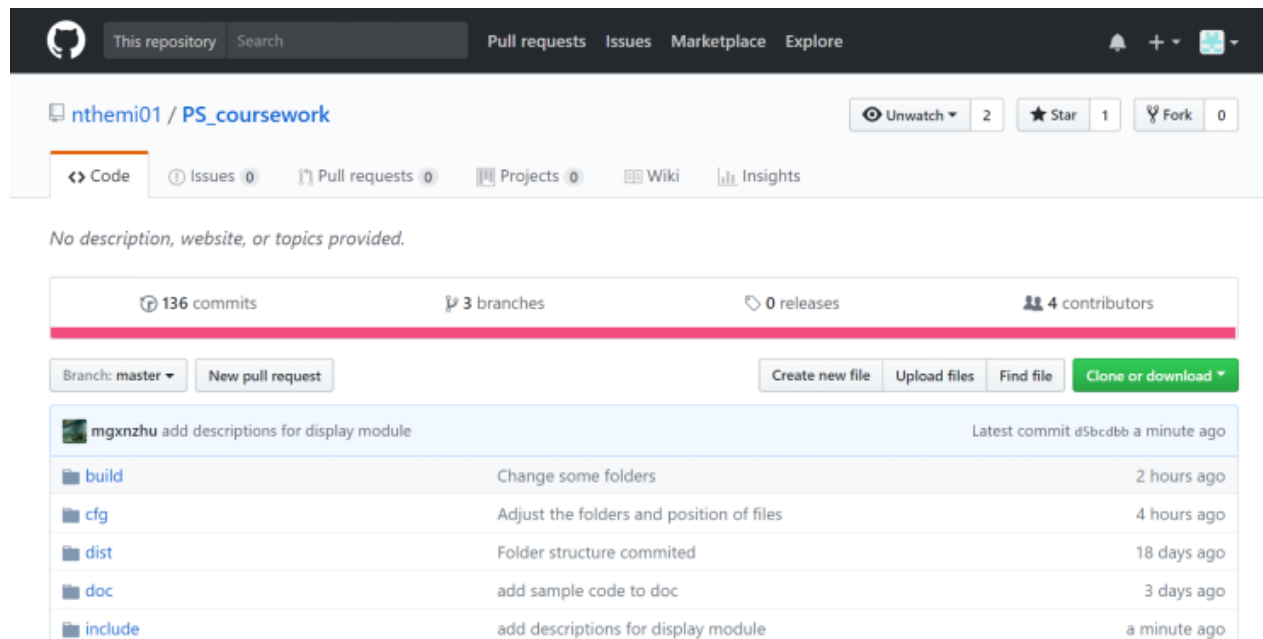 This repository Search Pull requests Issues Marketplace Explore
nthemi01 / PS_coursework Unwatch 2 Star 1 Fork 0
Code Issues 0 Pull requests 0 Projects 0 Wiki Insights
No description, website, or topics provided.
136 commits 3 branches 0 releases 4 contributors
Branch: master New pull request Create new file Upload files Find file Clone or download
mgxnzhu add descriptions for display module Latest commit d5bcdbb a minute ago
build Change some folders 2 hours ago
cfg Adjust the folders and position of files 4 hours ago
dist Folder structure commited 18 days ago
doc add sample code to doc 3 days ago
include add descriptions for display module a minute ago